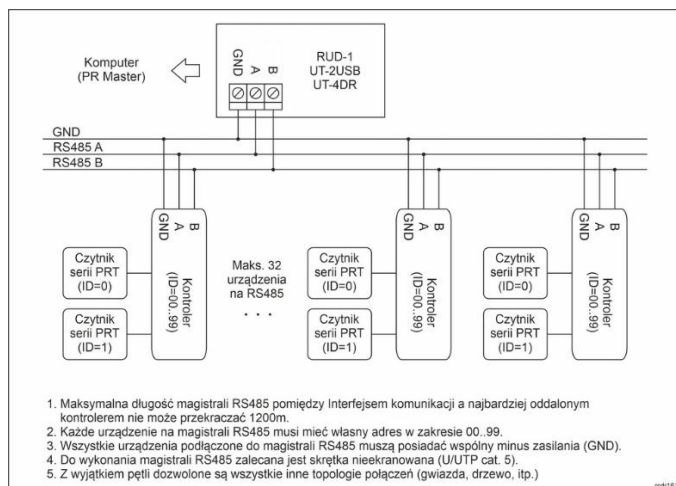 Komputer
(PR Master)
GND
A
B
RUD-1
UT-2USB
UT-4DR
GND
RS485 A
RS485 B
GND
A
B
GND
A
B
GND
A
B
Czytnik
serii PRT
(ID=0)
Czytnik
serii PRT
(ID=1)
Kontroler
(ID=00..99)
Maks. 32
urządzenia
na RS485
. . .
Czytnik
serii PRT
(ID=0)
Czytnik
serii PRT
(ID=1)
Kontroler
(ID=00..99)
Czytnik
serii PRT
(ID=0)
Czytnik
serii PRT
(ID=1)
Kontroler
(ID=00..99)
1. Maksymalna długość magistrali RS485 pomiędzy Interfejsem komunikacji a najbardziej oddalonym
kontrolerem nie może przekraczać 1200m.
2. Każde urządzenie na magistrali RS485 musi mieć własny adres w zakresie 00..99.
3. Wszystkie urządzenia podłączone do magistrali RS485 muszą posiadać wspólny minus zasilania (GND).
4. Do wykonania magistrali RS485 zalecana jest skrętka nieekranowana (U/UTP cat. 5).
5. Z wyjątkiem pętli dozwolone są wszystkie inne topologie połączeń (gwiazda, drzewo, itp.)